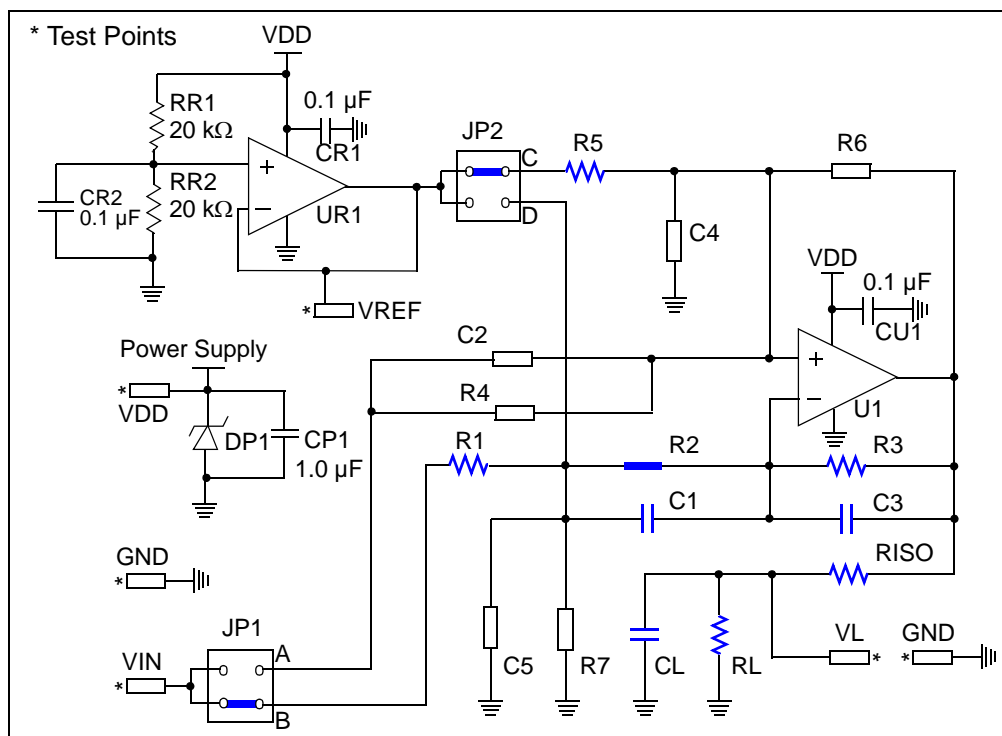 * Test Points
VDD
RR1
20 kΩ
0.1 µF
CR1
JP2
C
R5
R6
+
−
RR2
20 kΩ
CR2
0.1 µF
UR1
D
C4
VDD
0.1 µF
CU1
* VREF
Power Supply
C2
+
−
* VDD
R4
U1
DP1
CP1
1.0 µF
R1
R2
R3
C1
C3
GND
*
RISO
JP1
VIN
*
A
B
C5
R7
CL
RL
VL
*
GND
*